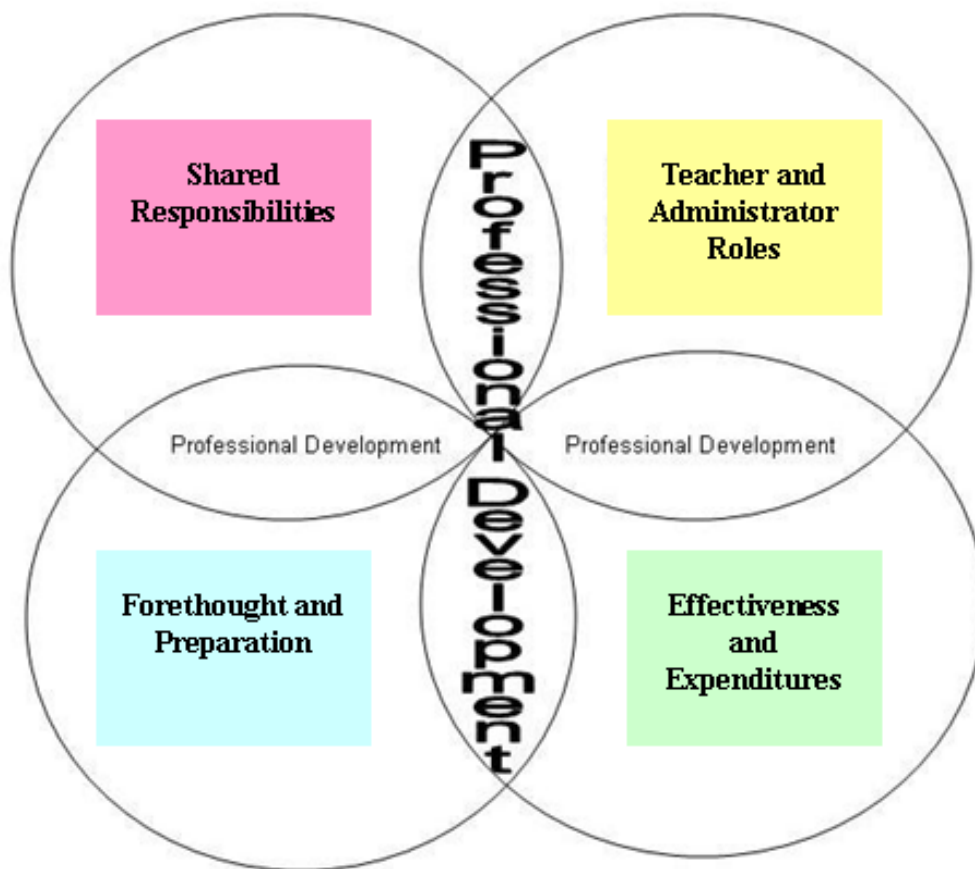 Shared
Responsibilities
Teacher and
Administrator
Roles
Professional Development
Professional Development
Professional Development
Forethought and
Preparation
Effectiveness
and
Expenditures